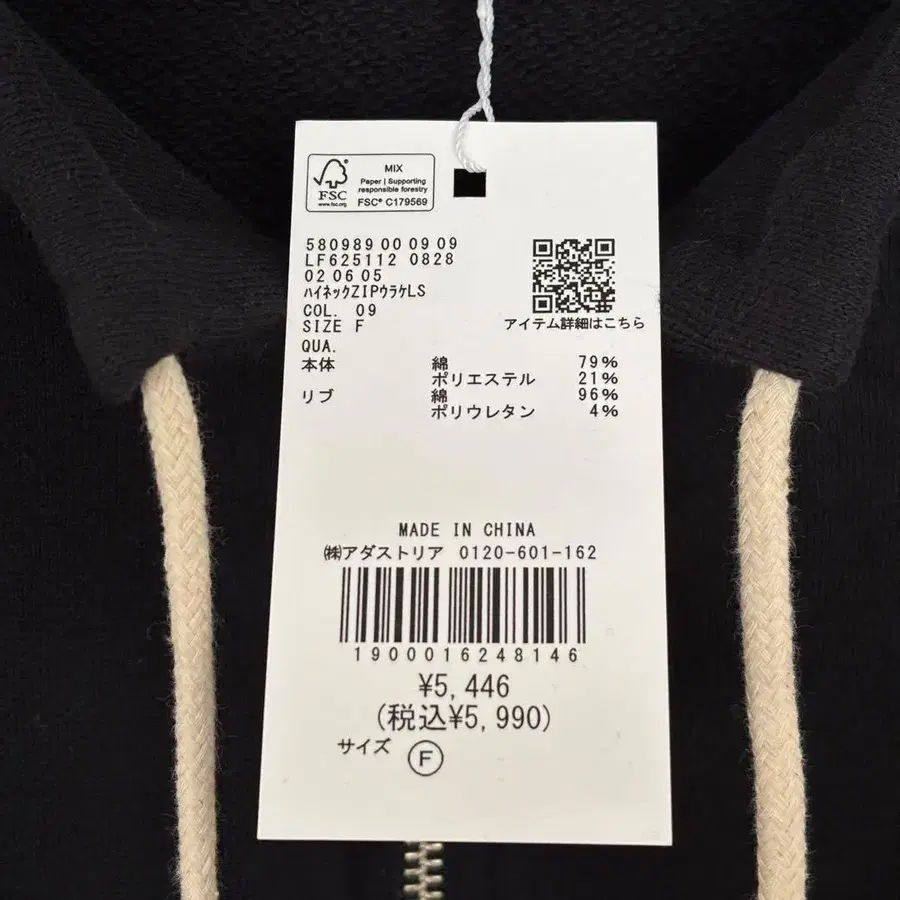 FSC
www.fsc.org
MIX
Paper | Supporting
responsible forestry
FSC® C179569
580989 00 09 09
LF625112 0828
02 06 05
ﾊｲﾈｯｸZIPｳﾗｹLS
COL. 09
SIZE F
QUA.
アイテム詳細はこちら
本体 綿 79%
ポリエステル 21%
リブ 綿 96%
ポリウレタン 4%
MADE IN CHINA
㈱アダストリア 0120-601-162
1900016248146
¥5,446
(税込¥5,990)
サイズ F